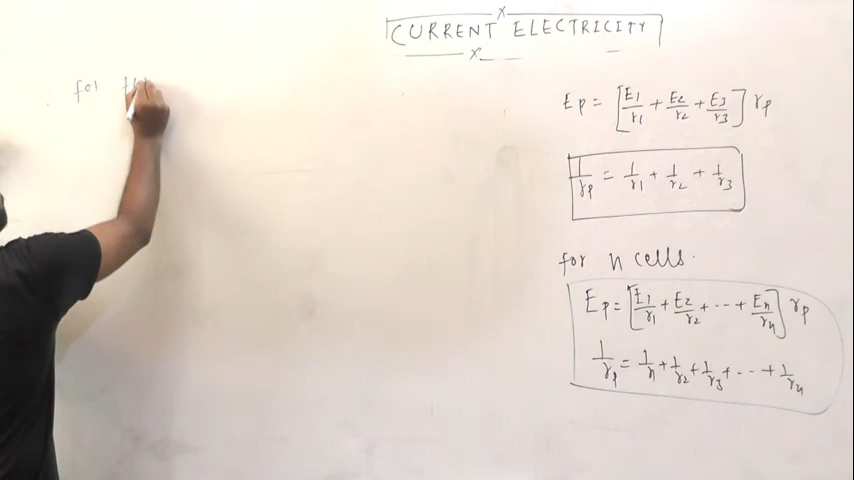 CURRENT ELECTRICITY
for
Ep = [E1/r1 + E2/r2 + E3/r3] rp
1/rp = 1/r1 + 1/r2 + 1/r3
for n cells.
Ep = [E1/r1 + E2/r2 + ... + En/rn] rp
1/rp = 1/r1 + 1/r2 + 1/r3 + ... + 1/rn